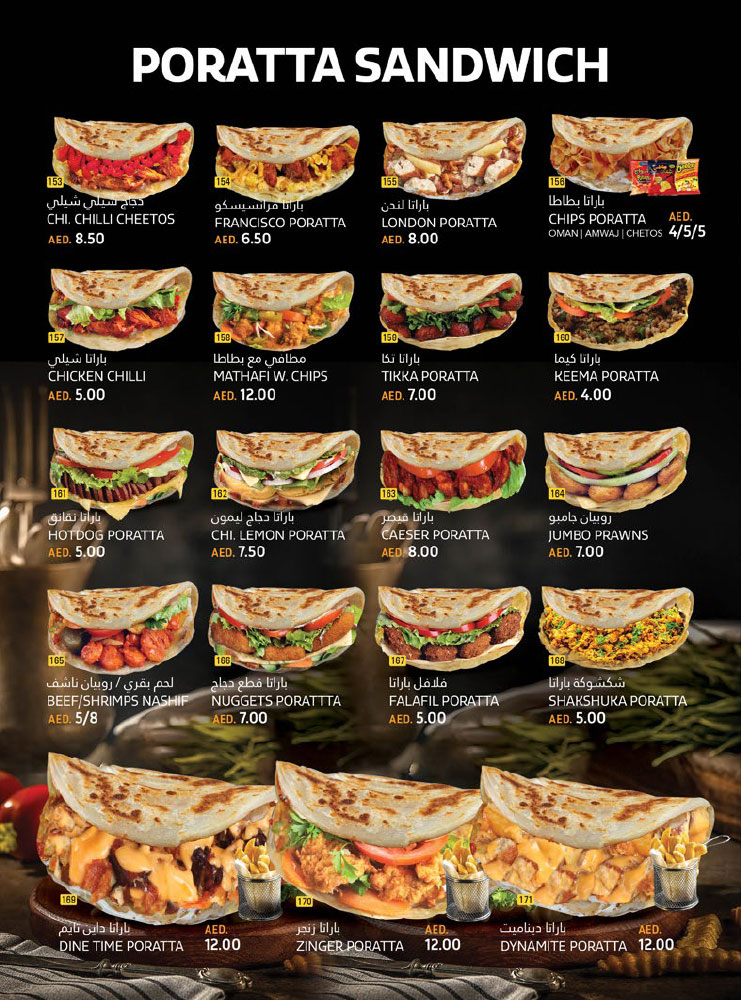 PORATTA SANDWICH
153
دجاج شيلي شيلي
CHI. CHILLI CHEETOS
AED. 8.50
154
باراتا فرانسيسكو
FRANCISCO PORATTA
AED. 6.50
155
باراتا لندن
LONDON PORATTA
AED. 8.00
156
باراتا بطاطا
CHIPS PORATTA
OMAN | AMWAJ | CHETOS
AED.
4/5/5
157
باراتا شيلي
CHICKEN CHILLI
AED. 5.00
158
مطافي مع بطاطا
MATHAFI W. CHIPS
AED. 12.00
159
باراتا تكا
TIKKA PORATTA
AED. 7.00
160
باراتا كيما
KEEMA PORATTA
AED. 4.00
161
باراتا نقانق
HOTDOG PORATTA
AED. 5.00
162
باراتا دجاج ليمون
CHI. LEMON PORATTA
AED. 7.50
163
باراتا قيصر
CAESER PORATTA
AED. 8.00
164
روبيان جامبو
JUMBO PRAWNS
AED. 7.00
165
لحم بقري / روبيان ناشف
BEEF/SHRIMPS NASHIF
AED. 5/8
166
باراتا قطع دجاج
NUGGETS PORATTTA
AED. 7.00
167
فلافل باراتا
FALAFIL PORATTA
AED. 5.00
168
شكشوكة باراتا
SHAKSHUKA PORATTA
AED. 5.00
169
باراتا داين تايم
DINE TIME PORATTA
AED.
12.00
170
باراتا زنجر
ZINGER PORATTA
AED.
12.00
171
باراتا ديناميت
DYNAMITE PORATTA
AED.
12.00